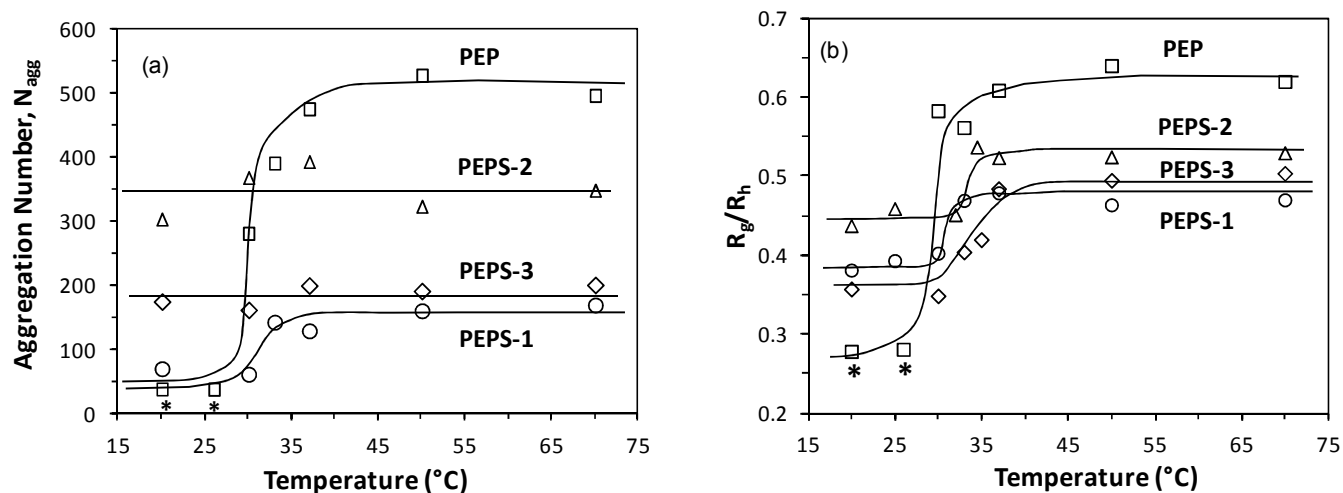 (a)
PEP
PEPS-2
PEPS-3
PEPS-1
Aggregation Number, Nagg
600
500
400
300
200
100
0
* *
15 25 35 45 55 65 75
Temperature (°C)
(b)
PEP
PEPS-2
PEPS-3
PEPS-1
Rg/Rh
0.7
0.6
0.5
0.4
0.3
0.2
* *
15 25 35 45 55 65 75
Temperature (°C)